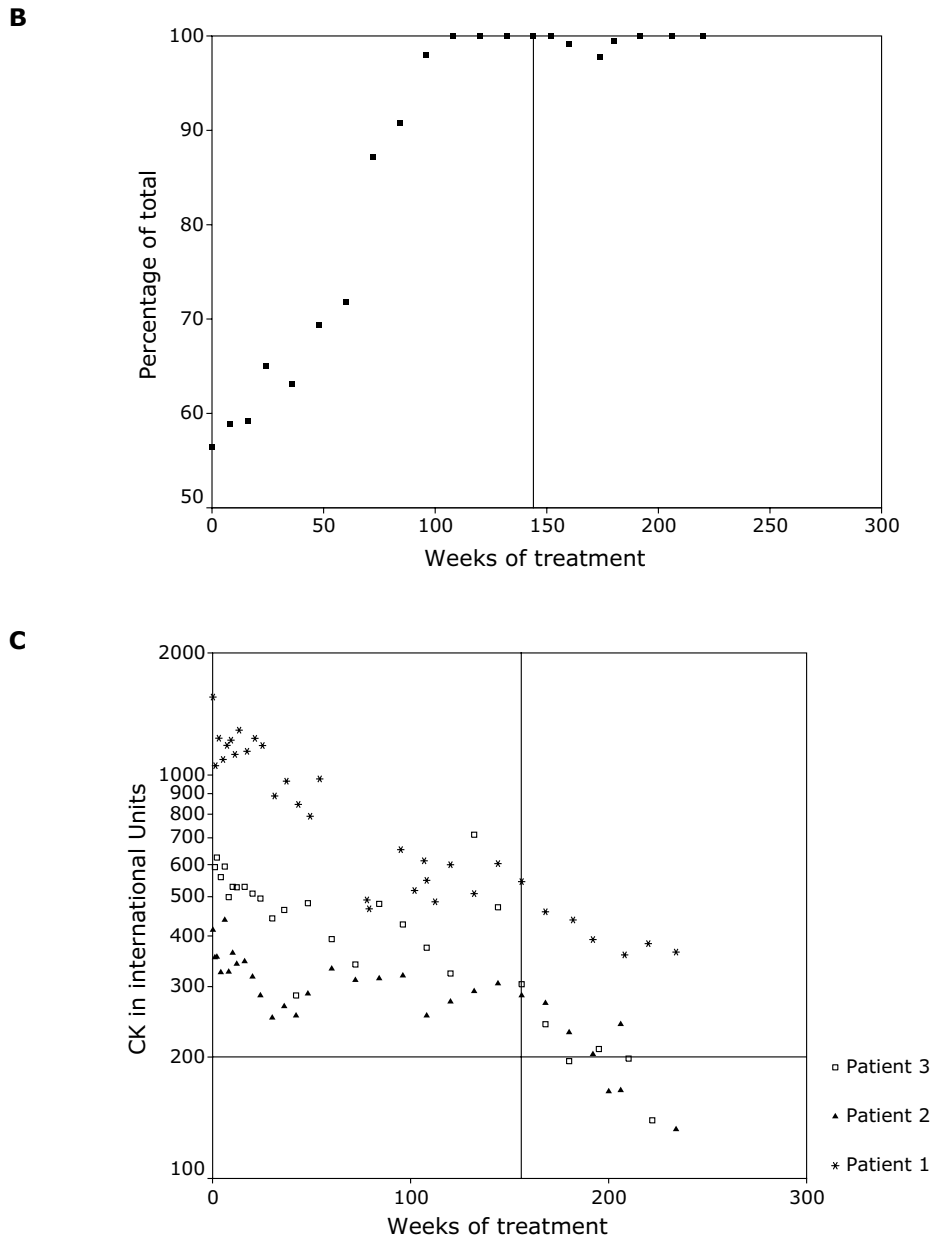 B
100
90
80
70
60
50
Percentage of total
0 50 100 150 200 250 300
Weeks of treatment
C
2000
1000
900
800
700
600
500
400
300
200
100
CK in international Units
0 100 200 300
Weeks of treatment
Patient 3
Patient 2
Patient 1